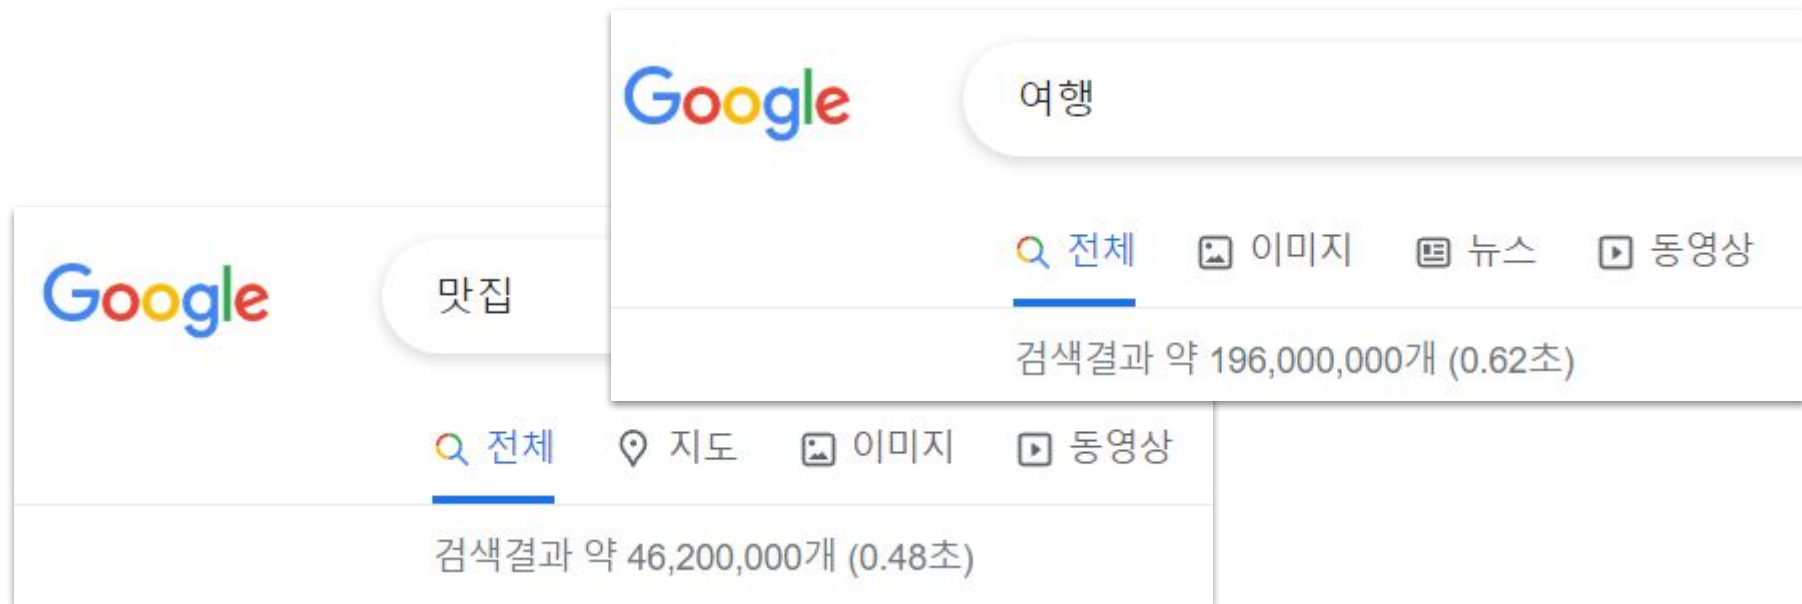 Google 여행
전체 이미지 뉴스 동영상
검색결과 약 196,000,000개 (0.62초)
Google 맛집
전체 지도 이미지 동영상
검색결과 약 46,200,000개 (0.48초)